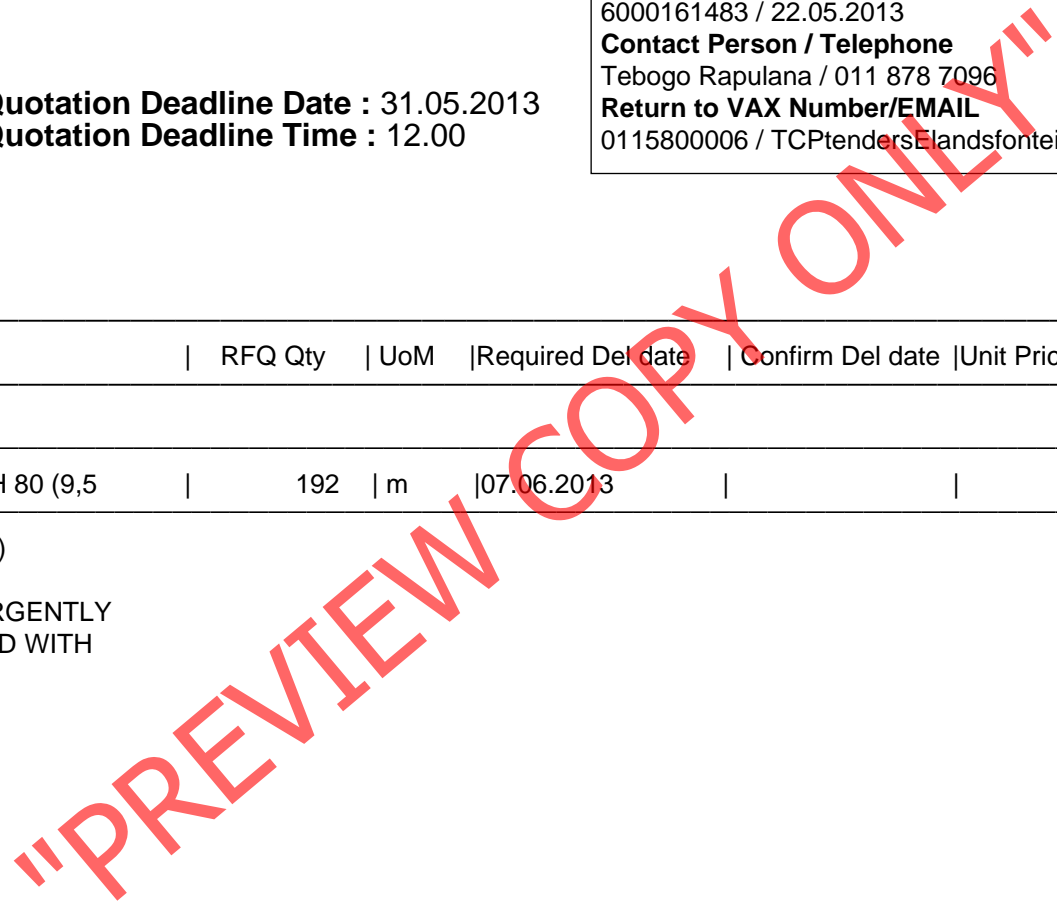 6000161483 / 22.05.2013
Contact Person / Telephone
Tebogo Rapulana / 011 878 7096
Quotation Deadline Date : 31.05.2013
Return to VAX Number/EMAIL
Quotation Deadline Time : 12.00
0115800006 / TCPtendersElandsfontei
| RFQ Qty | UoM |Required Del date | Confirm Del date |Unit Pric
H 80 (9,5 | 192 | m |07.06.2013 | |
)
RGENTLY
D WITH
"PREVIEW COPY ONLY"